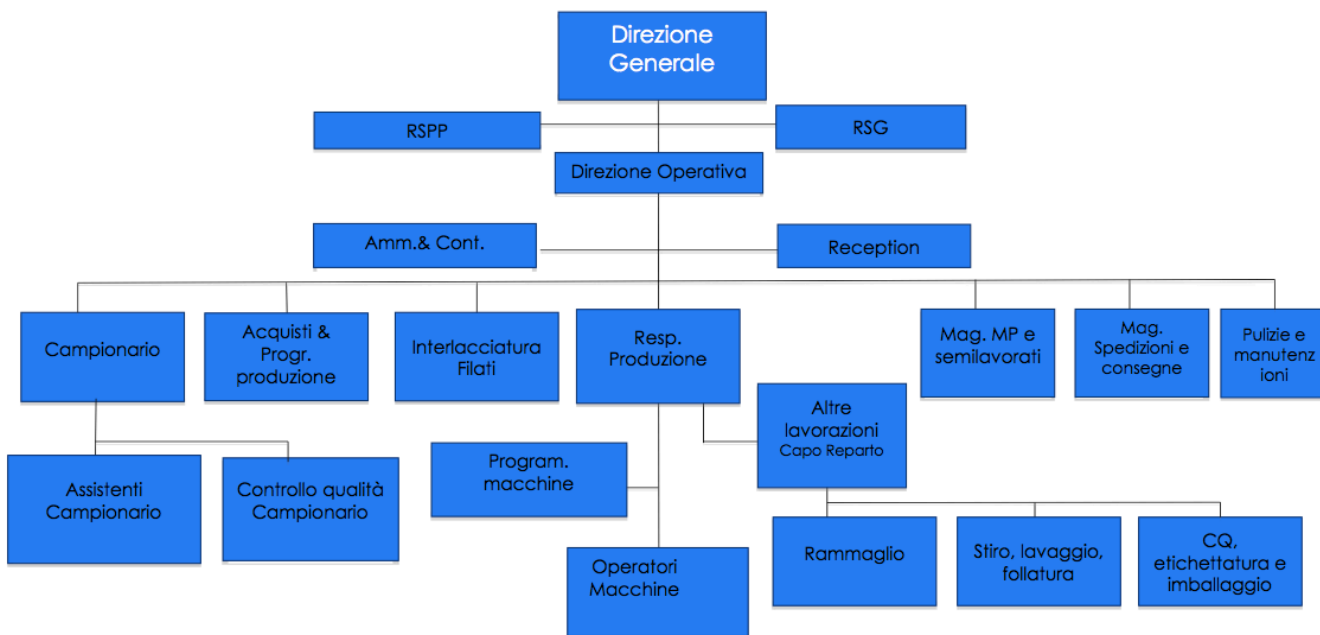 Direzione
Generale
RSPP
RSG
Direzione Operativa
Amm.& Cont.
Reception
Campionario
Acquisti &
Progr.
produzione
Interlacciatura
Filati
Resp.
Produzione
Mag. MP e
semilavorati
Mag.
Spedizioni e
consegne
Pulizie e
manutenz
ioni
Altre
lavorazioni
Capo Reparto
Program.
macchine
Assistenti
Campionario
Controllo qualità
Campionario
Operatori
Macchine
Rammaglio
Stiro, lavaggio,
follatura
CQ,
etichettatura e
imballaggio